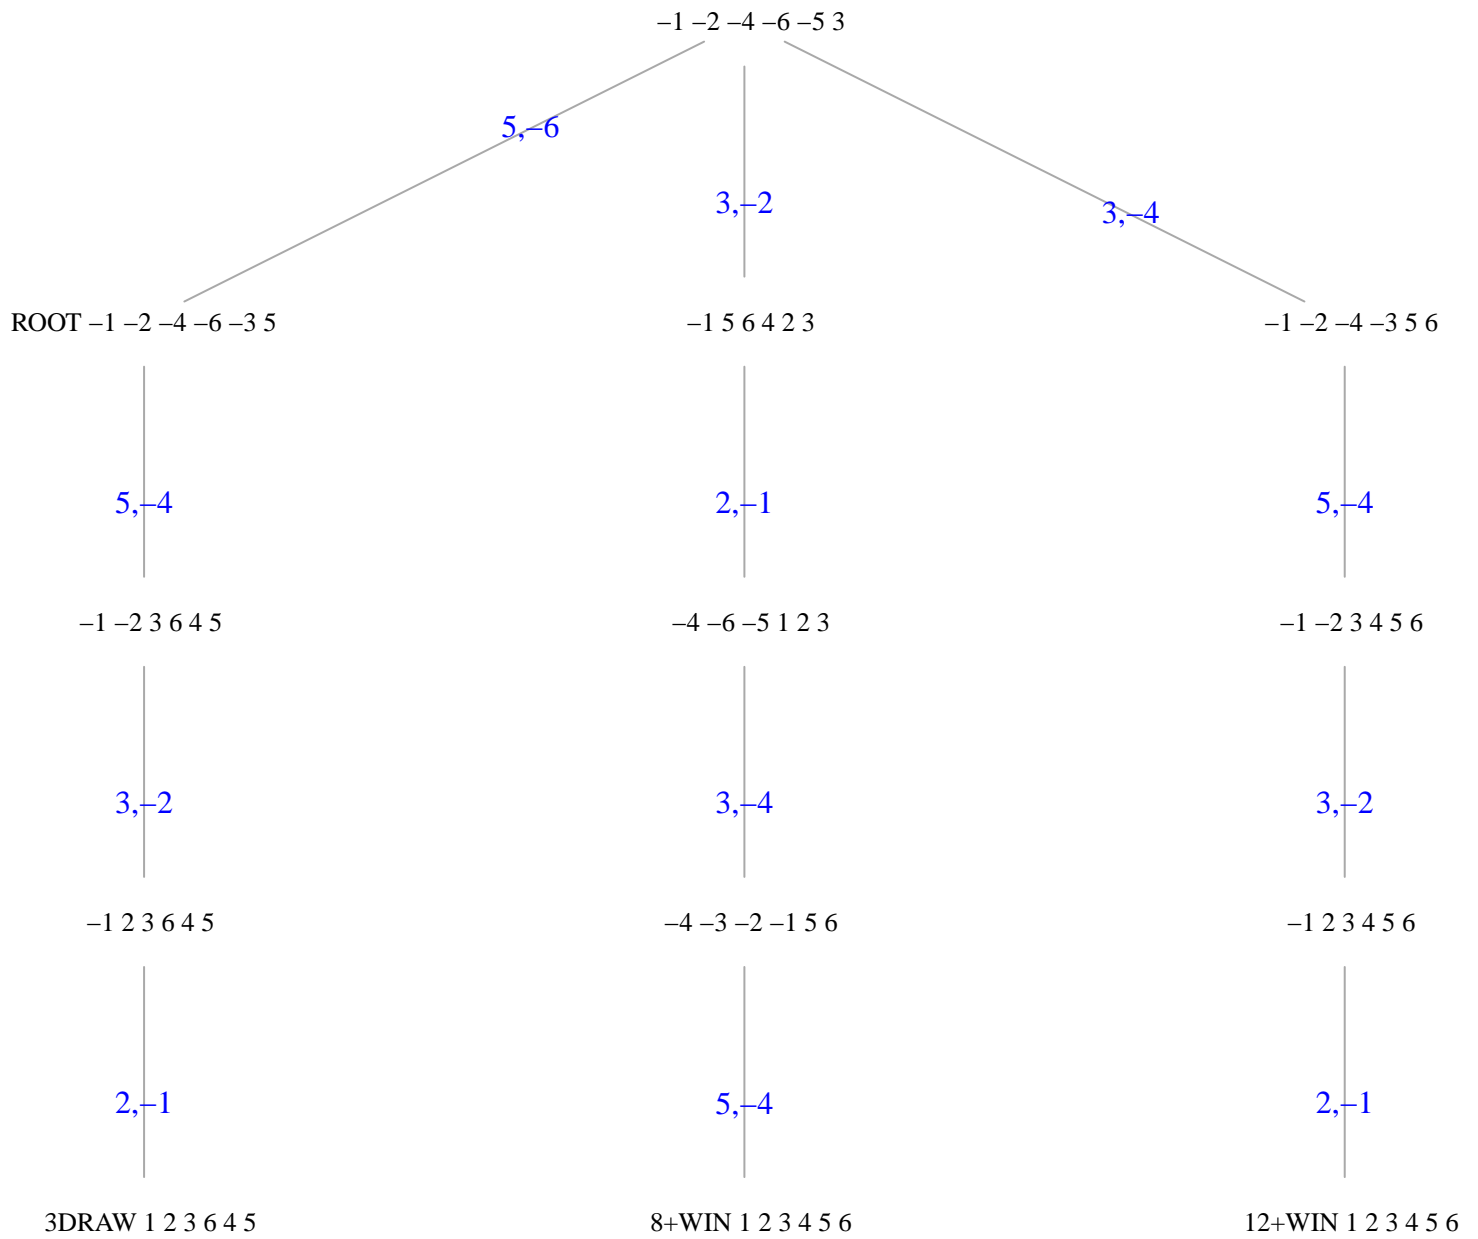 –1 –2 –4 –6 –5 3
5,–6
3,–2
3,–4
ROOT –1 –2 –4 –6 –3 5
–1 5 6 4 2 3
–1 –2 –4 –3 5 6
5,–4
2,–1
5,–4
–1 –2 3 6 4 5
–4 –6 –5 1 2 3
–1 –2 3 4 5 6
3,–2
3,–4
3,–2
–1 2 3 6 4 5
–4 –3 –2 –1 5 6
–1 2 3 4 5 6
2,–1
5,–4
2,–1
3DRAW 1 2 3 6 4 5
8+WIN 1 2 3 4 5 6
12+WIN 1 2 3 4 5 6